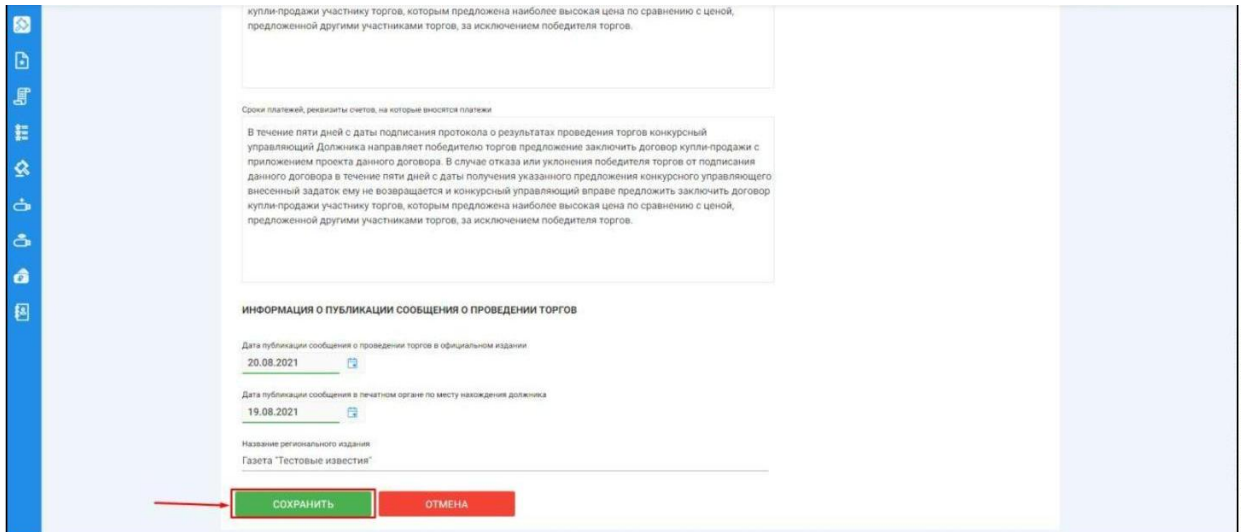 купли-продажи участнику торгов, которым предложена наиболее высокая цена по сравнению с ценой,
предложенной другими участниками торгов, за исключением победителя торгов.
Сроки платежей, реквизиты счетов, на которые вносятся платежи
В течение пяти дней с даты подписания протокола о результатах проведения торгов конкурсный
управляющий Должника направляет победителю торгов предложение заключить договор купли-продажи с
приложением проекта данного договора. В случае отказа или уклонения победителя торгов от подписания
данного договора в течение пяти дней с даты получения указанного предложения конкурсного управляющего
внесенный задаток ему не возвращается и конкурсный управляющий вправе предложить заключить договор
купли-продажи участнику торгов, которым предложена наиболее высокая цена по сравнению с ценой,
предложенной другими участниками торгов, за исключением победителя торгов.
ИНФОРМАЦИЯ О ПУБЛИКАЦИИ СООБЩЕНИЯ О ПРОВЕДЕНИИ ТОРГОВ
Дата публикации сообщения о проведении торгов в официальном издании
20.08.2021
Дата публикации сообщения в печатном органе по месту нахождения должника
19.08.2021
Название регионального издания
Газета "Тестовые известия"
СОХРАНИТЬ ОТМЕНА